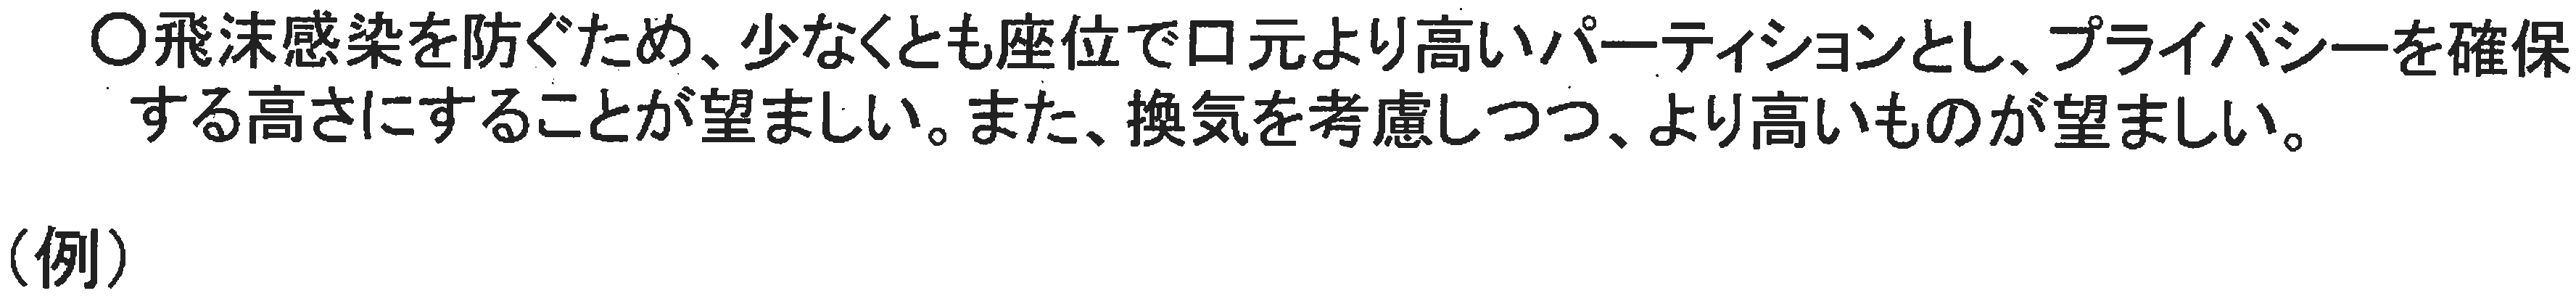 ○飛沫感染を防ぐため、少なくとも座位で口元より高いパーティションとし、プライバシーを確保
する高さにすることが望ましい。また、換気を考慮しつつ、より高いものが望ましい。
（例）